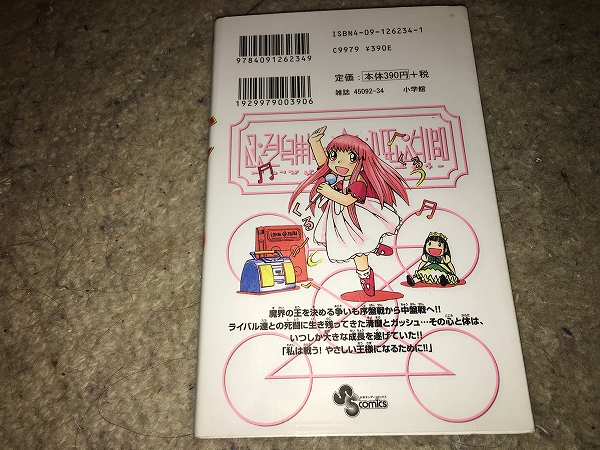 ISBN4-09-126234-1
C9979 ¥390E
9784091262349
定価：本体390円＋税
1929979003906
雑誌 45092-34 小学館
くるっ
くる
魔界の王を決める争いも序盤戦から中盤戦へ!!
ライバル達との死闘に生き残ってきた清麿とガッシュ…その心と体は、
いつしか大きな成長を遂げていた!!
「私は戦う! やさしい王様になるために!!」
comics